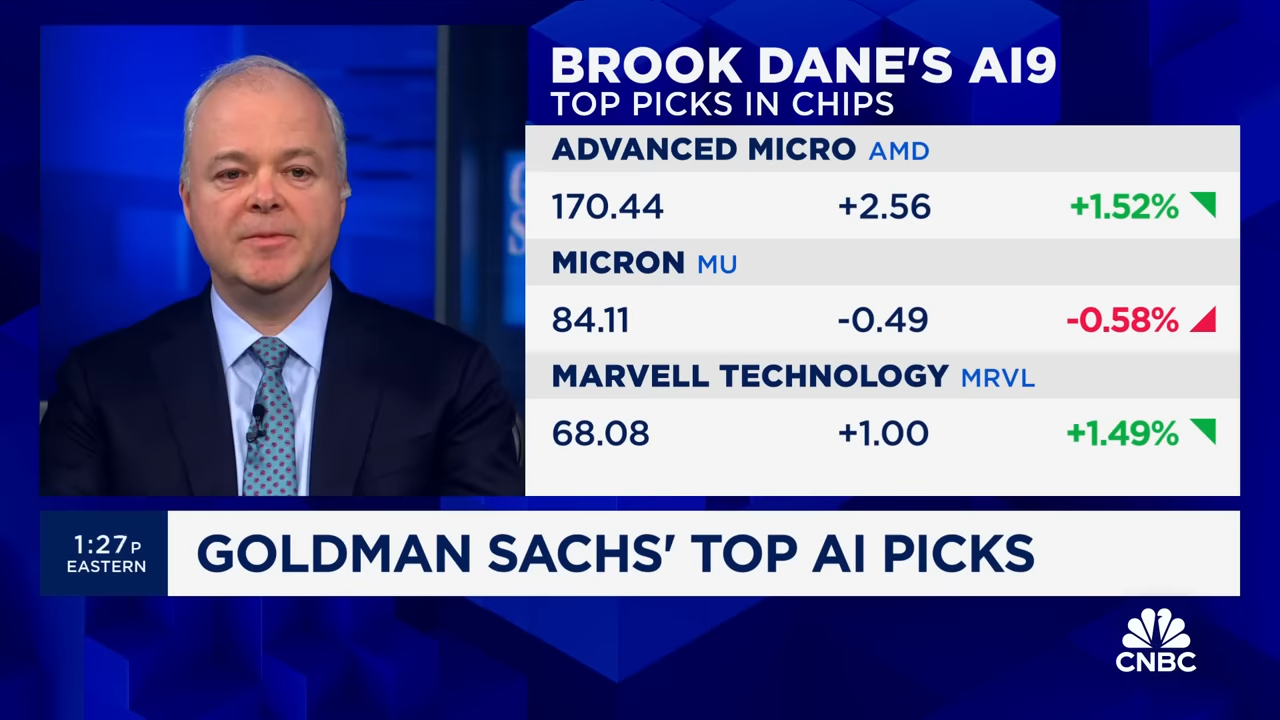 BROOK DANE'S AI9
TOP PICKS IN CHIPS
ADVANCED MICRO AMD
170.44 +2.56 +1.52%
MICRON MU
84.11 -0.49 -0.58%
MARVELL TECHNOLOGY MRVL
68.08 +1.00 +1.49%
1:27P
EASTERN
GOLDMAN SACHS' TOP AI PICKS
CNBC